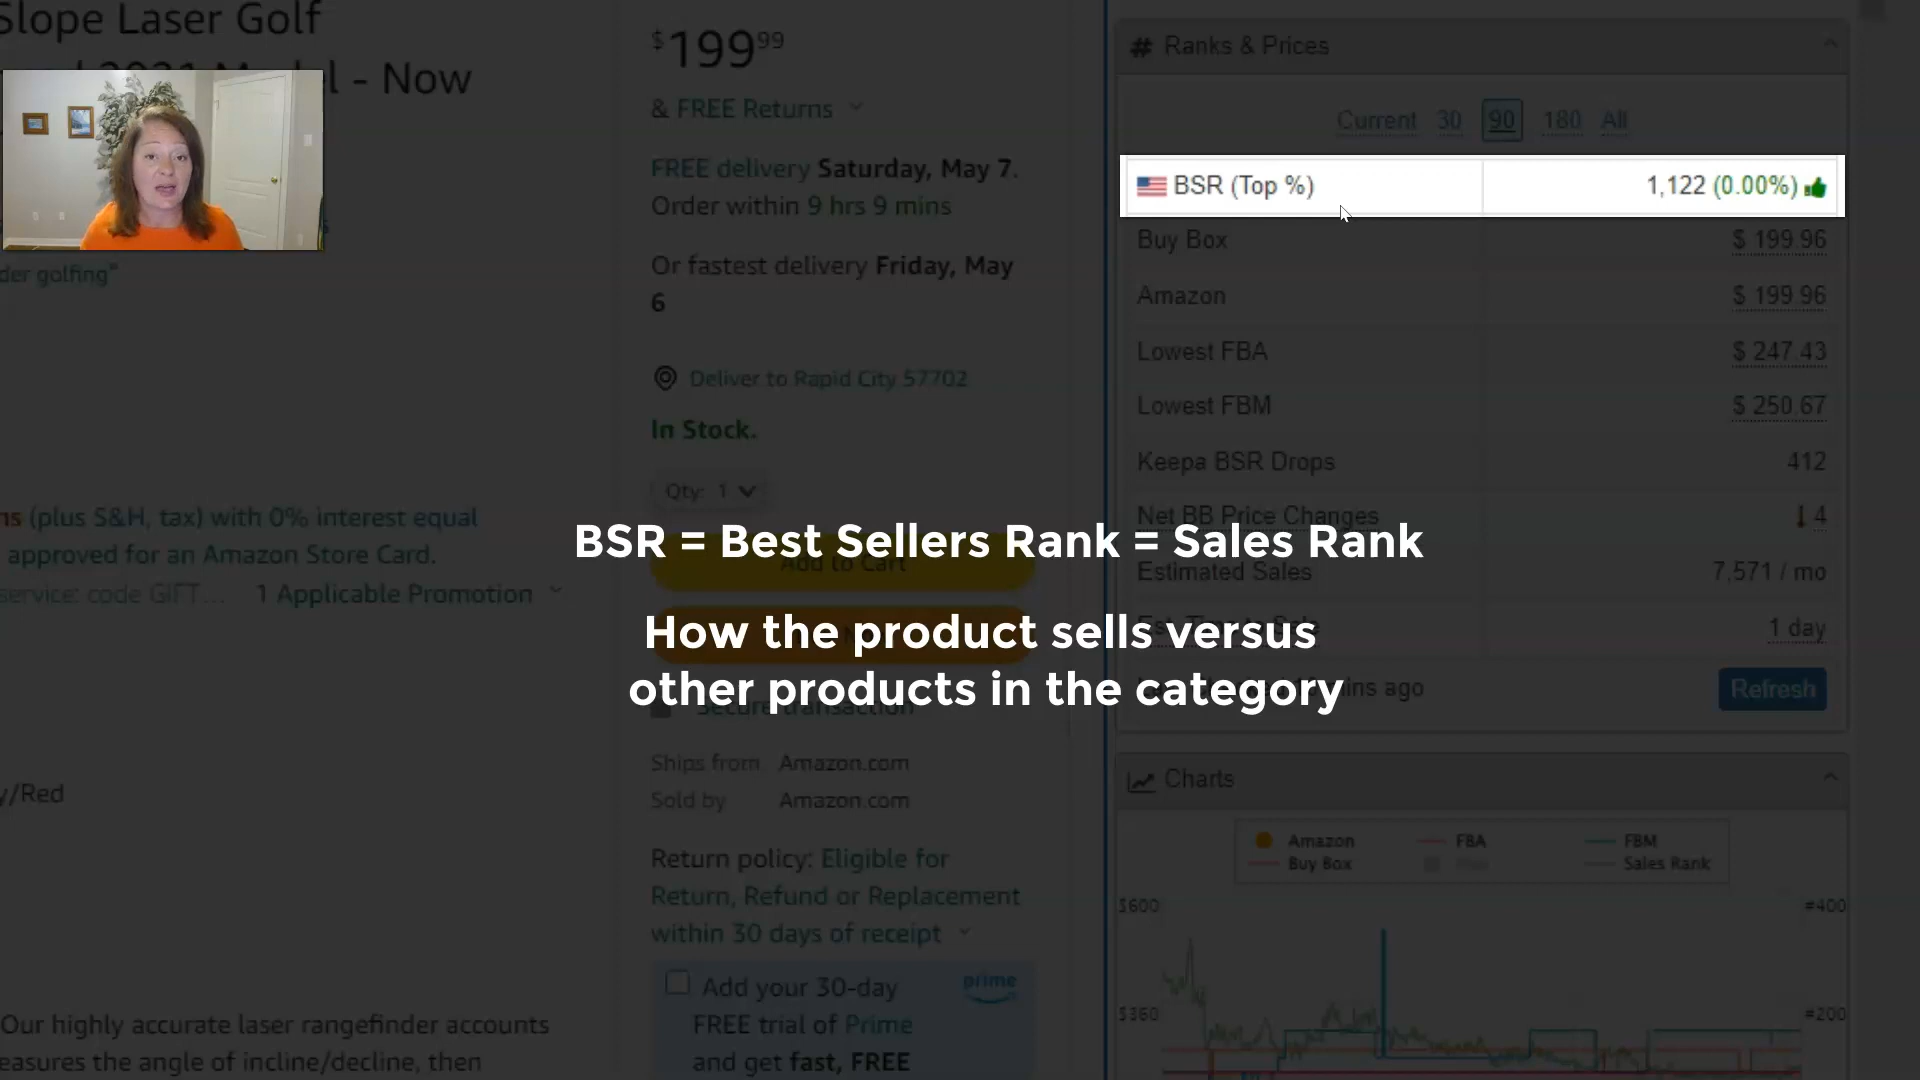 Slope Laser Golf
- Now
der golfing"
ns (plus S&H, tax) with 0% interest equal
approved for an Amazon Store Card.
service: code GIFT… 1 Applicable Promotion
y/Red
Our highly accurate laser rangefinder accounts
easures the angle of incline/decline, then
$199 99
& FREE Returns
FREE delivery Saturday, May 7.
Order within 9 hrs 9 mins
Or fastest delivery Friday, May
6
Deliver to Rapid City 57702
In Stock.
Qty: 1
Add to Cart
BSR = Best Sellers Rank = Sales Rank
How the product sells versus
other products in the category
Secure transaction
Ships from Amazon.com
Sold by Amazon.com
Return policy: Eligible for
Return, Refund or Replacement
within 30 days of receipt
Add your 30-day
prime
FREE trial of Prime
and get fast, FREE
# Ranks & Prices
Current 30 90 180 All
BSR (Top %) 1,122 (0.00%)
Buy Box $ 199.96
Amazon $ 199.96
Lowest FBA $ 247.43
Lowest FBM $ 250.67
Keepa BSR Drops 412
Net BB Price Changes 4
Estimated Sales 7,571 / mo
1 day
mins ago
Refresh
Charts
Amazon FBA FBM
Buy Box Sales Rank
$600 #400
$360 #200